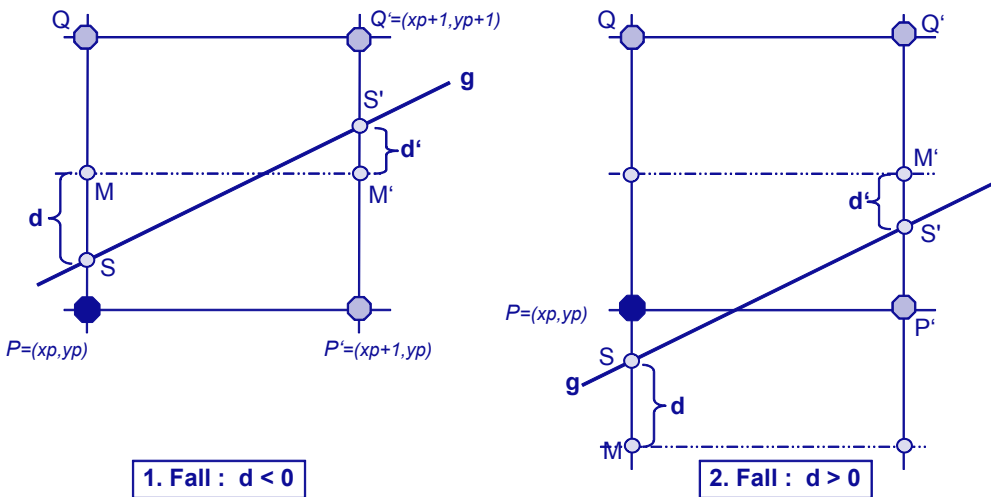 Q
Q‘=(xp+1,yp+1)
g
S'
d‘
M
M‘
d
S
P=(xp,yp)
P‘=(xp+1,yp)
1. Fall : d < 0
Q
Q‘
M‘
d‘
S'
P=(xp,yp)
P‘
S
g
d
M
2. Fall : d > 0